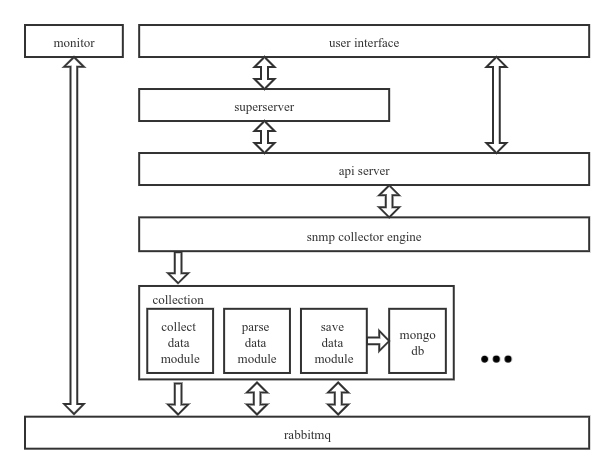 monitor
user interface
superserver
api server
snmp collector engine
collection
collect
data
module
parse
data
module
save
data
module
mongo
db
rabbitmq